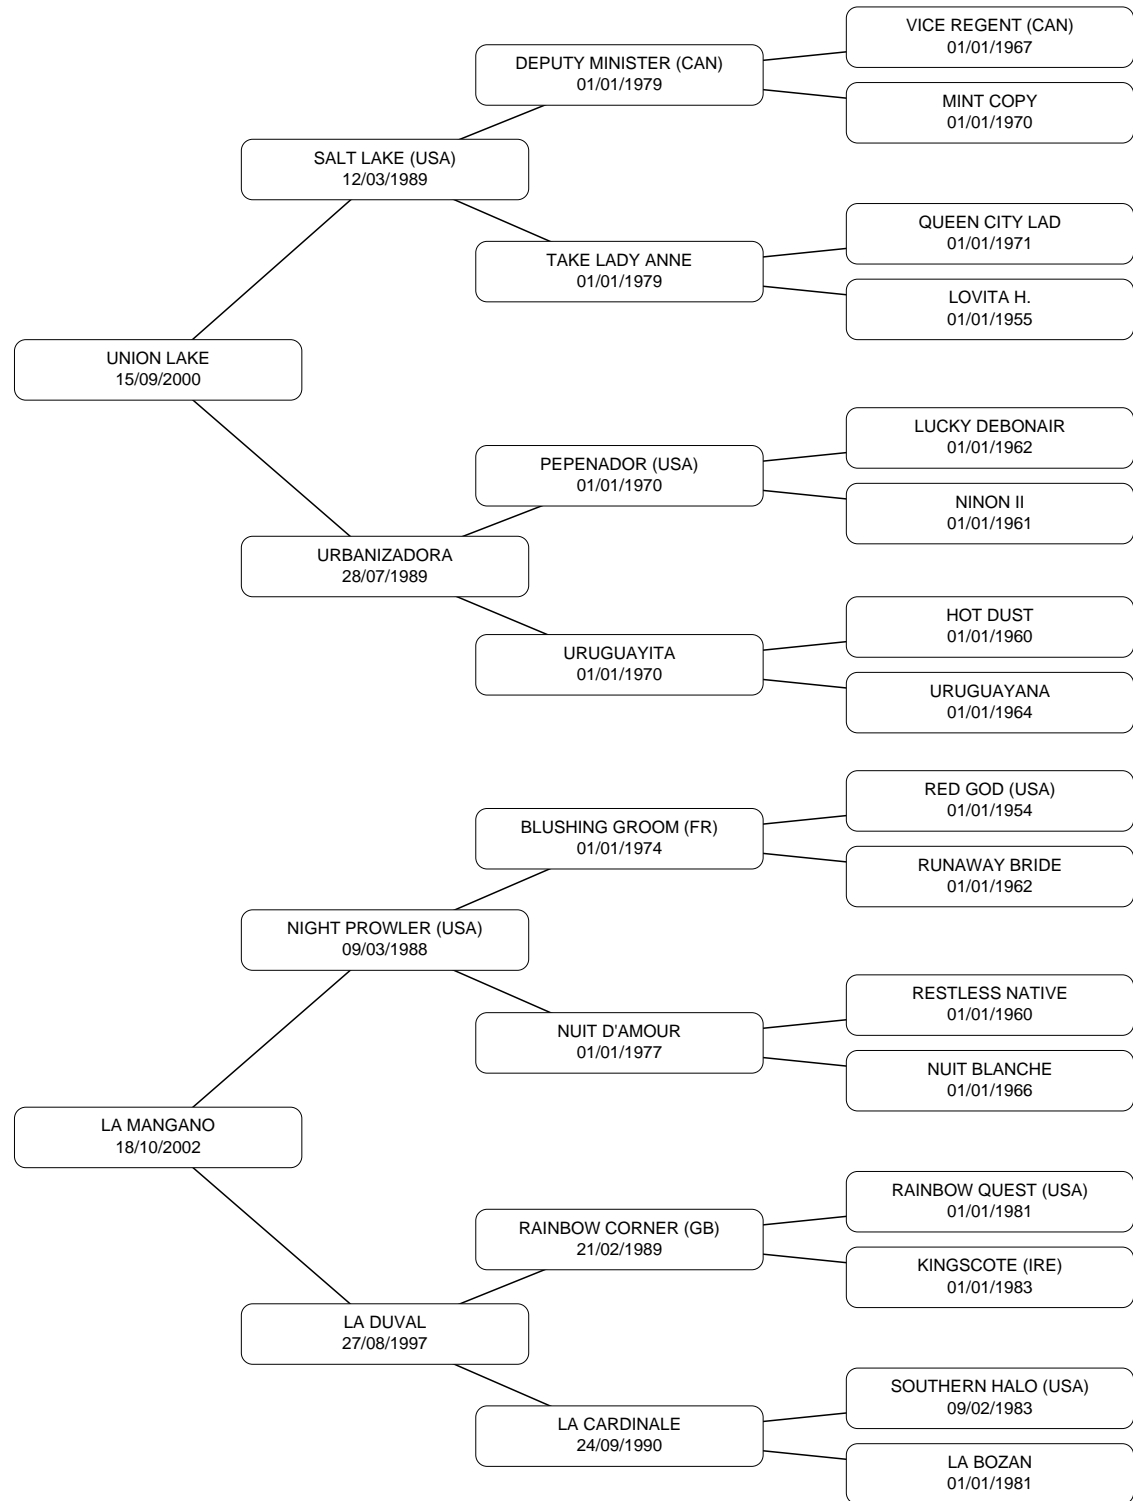 VICE REGENT (CAN)
01/01/1967
DEPUTY MINISTER (CAN)
01/01/1979
MINT COPY
01/01/1970
SALT LAKE (USA)
12/03/1989
QUEEN CITY LAD
01/01/1971
TAKE LADY ANNE
01/01/1979
LOVITA H.
01/01/1955
UNION LAKE
15/09/2000
LUCKY DEBONAIR
01/01/1962
PEPENADOR (USA)
01/01/1970
NINON II
01/01/1961
URBANIZADORA
28/07/1989
HOT DUST
01/01/1960
URUGUAYITA
01/01/1970
URUGUAYANA
01/01/1964
RED GOD (USA)
01/01/1954
BLUSHING GROOM (FR)
01/01/1974
RUNAWAY BRIDE
01/01/1962
NIGHT PROWLER (USA)
09/03/1988
RESTLESS NATIVE
01/01/1960
NUIT D'AMOUR
01/01/1977
NUIT BLANCHE
01/01/1966
LA MANGANO
18/10/2002
RAINBOW QUEST (USA)
01/01/1981
RAINBOW CORNER (GB)
21/02/1989
KINGSCOTE (IRE)
01/01/1983
LA DUVAL
27/08/1997
SOUTHERN HALO (USA)
09/02/1983
LA CARDINALE
24/09/1990
LA BOZAN
01/01/1981